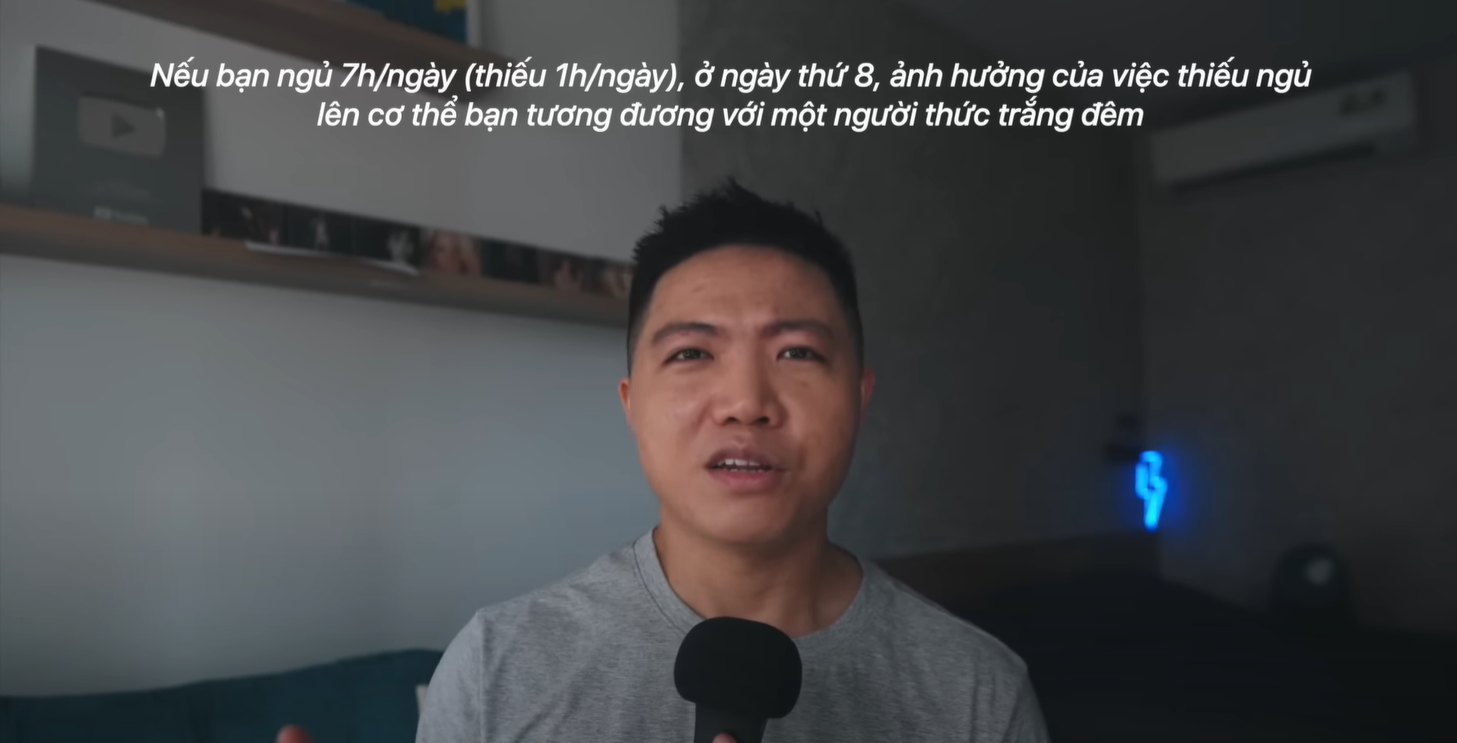 Nếu bạn ngủ 7h/ngày (thiếu 1h/ngày), ở ngày thứ 8, ảnh hưởng của việc thiếu ngủ
lên cơ thể bạn tương đương với một người thức trắng đêm